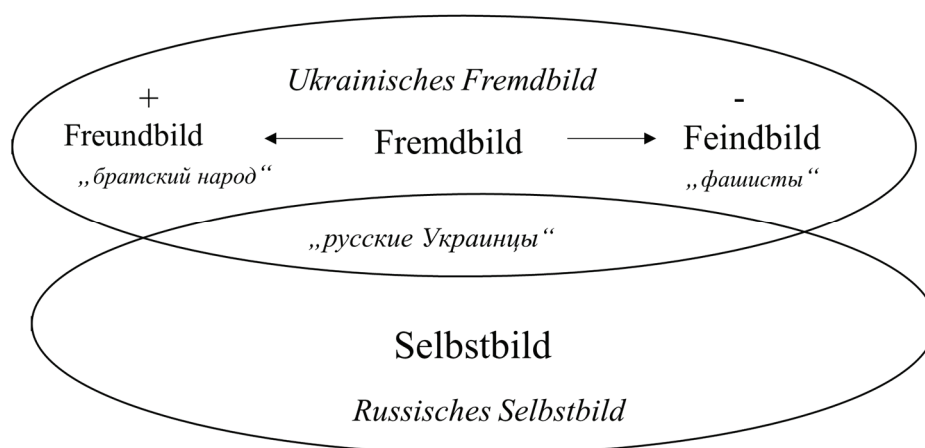 Ukrainisches Fremdbild
+ -
Freundbild Fremdbild Feindbild
„братский народ“ „фашисты“
„русские Украинцы“
Selbstbild
Russisches Selbstbild